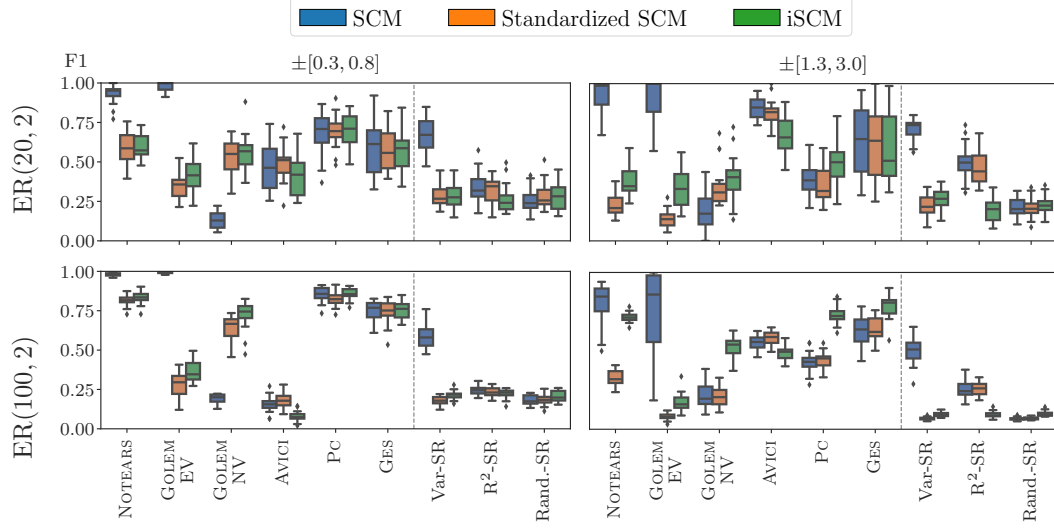 SCM Standardized SCM iSCM
F1 ±[0.3, 0.8] ±[1.3, 3.0]
ER(20, 2)
1.00
0.75
0.50
0.25
0.00
ER(100, 2)
1.00
0.75
0.50
0.25
0.00
NOTEARS
GOLEM
EV
GOLEM
NV
AVICI
PC
GES
Var-SR
R²-SR
Rand.-SR
NOTEARS
GOLEM
EV
GOLEM
NV
AVICI
PC
GES
Var-SR
R²-SR
Rand.-SR